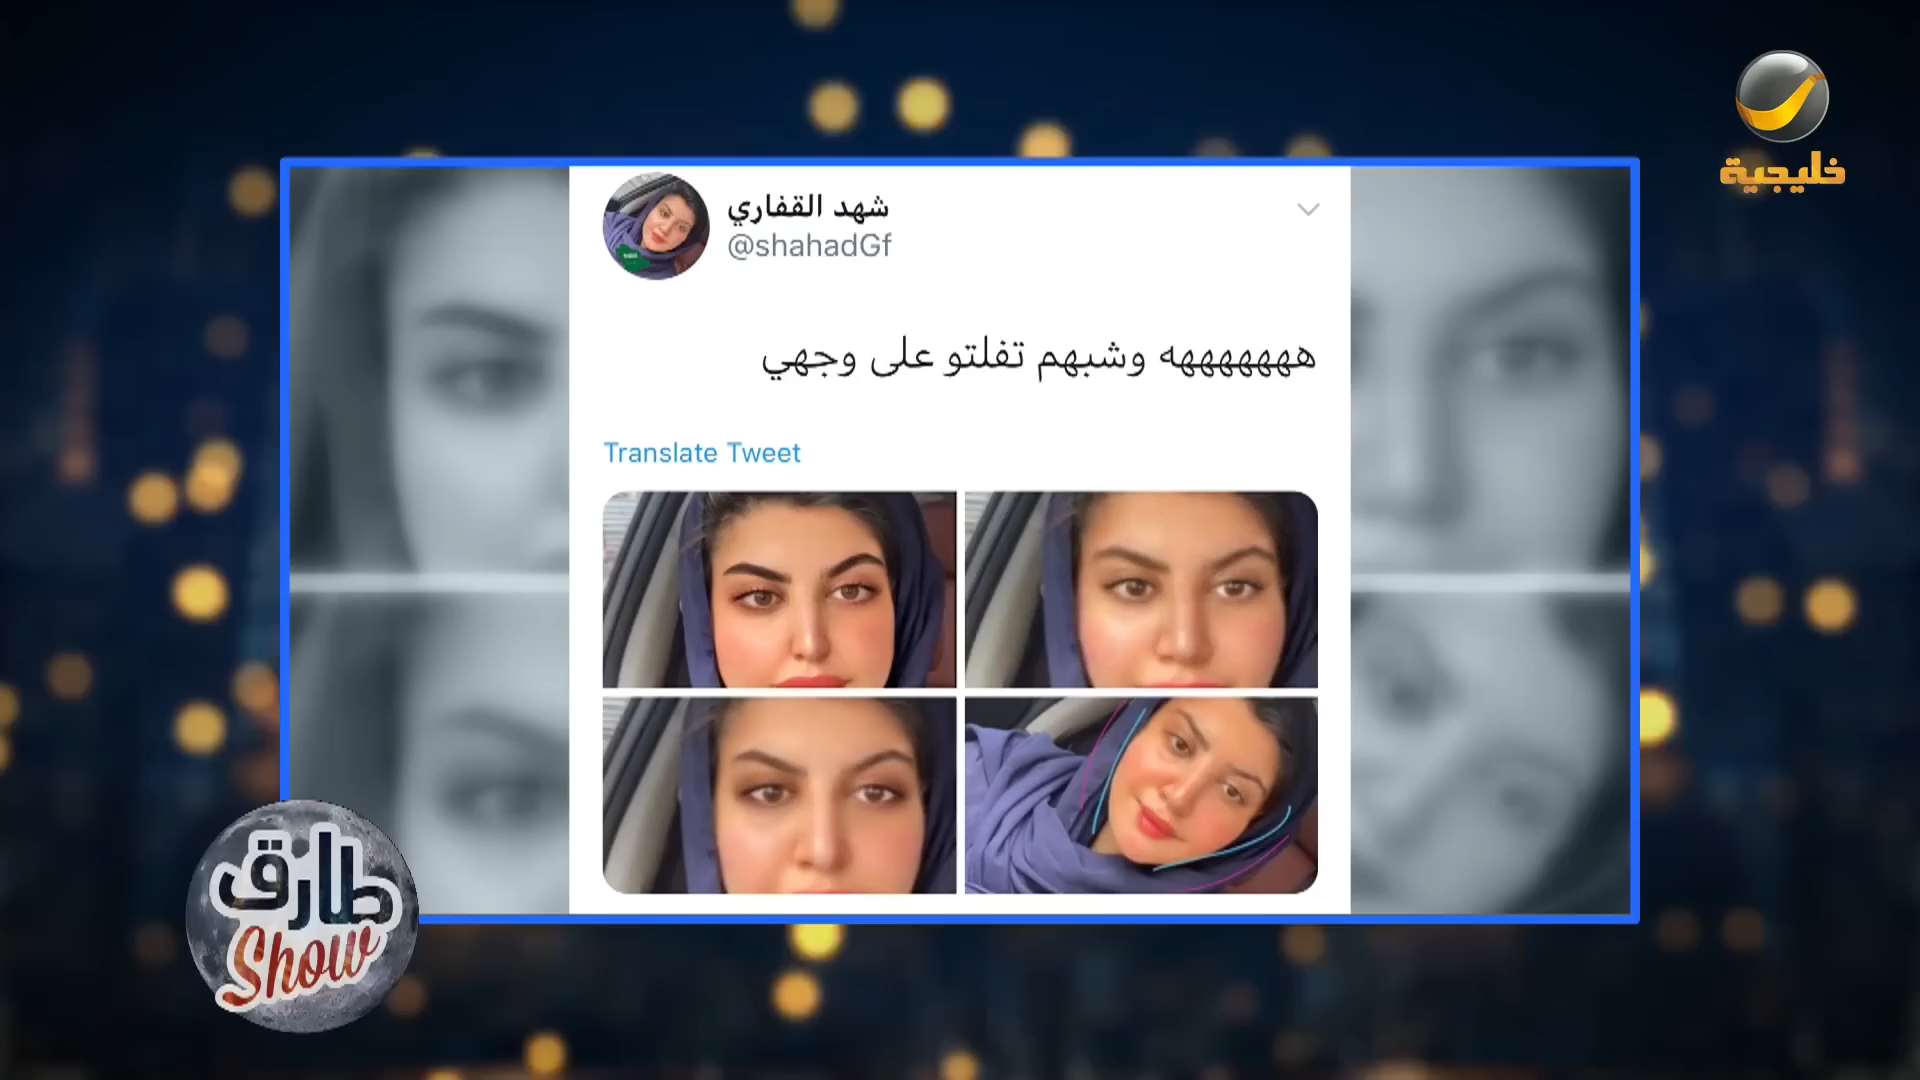 خليجية
شهد القفاري
@shahadGf
هههههههه وشبهم تفلتو على وجهي
Translate Tweet
طارق
Show